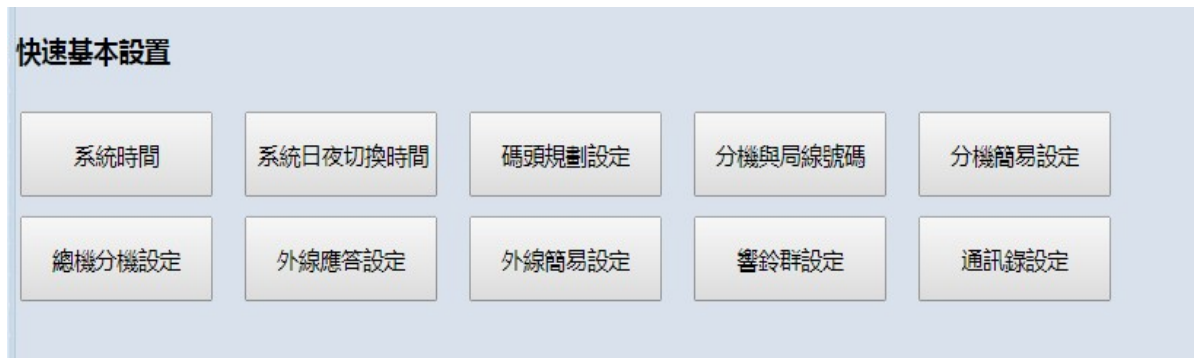 快速基本設置
系統時間
系統日夜切換時間
碼頭規劃設定
分機與局線號碼
分機簡易設定
總機分機設定
外線應答設定
外線簡易設定
響鈴群設定
通訊錄設定